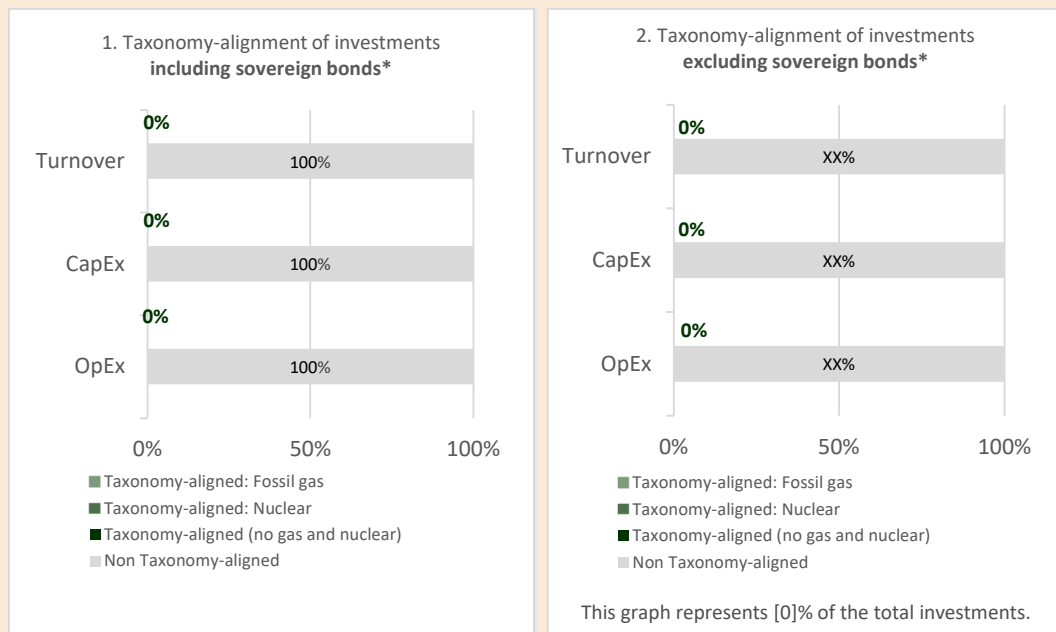 1. Taxonomy-alignment of investments
including sovereign bonds*
0%
Turnover
100%
0%
CapEx
100%
0%
OpEx
100%
0%
50%
100%
Taxonomy-aligned: Fossil gas
Taxonomy-aligned: Nuclear
Taxonomy-aligned (no gas and nuclear)
Non Taxonomy-aligned
2. Taxonomy-alignment of investments
excluding sovereign bonds*
0%
Turnover
XX%
0%
CapEx
XX%
0%
OpEx
XX%
0%
50%
100%
Taxonomy-aligned: Fossil gas
Taxonomy-aligned: Nuclear
Taxonomy-aligned (no gas and nuclear)
Non Taxonomy-aligned
This graph represents [0]% of the total investments.